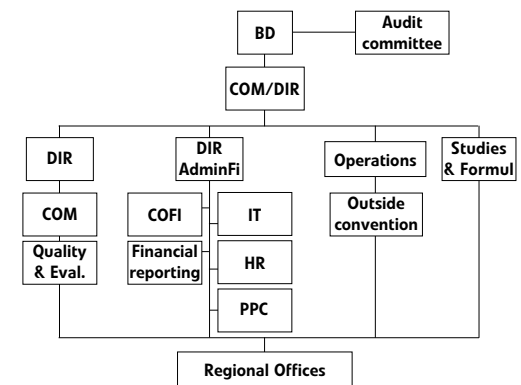 BD
Audit
committee
COM/DIR
DIR
DIR
AdminFi
Operations
Studies
& Formul
COM
COFI
IT
Outside
convention
Quality
& Eval.
Financial
reporting
HR
PPC
Regional Offices